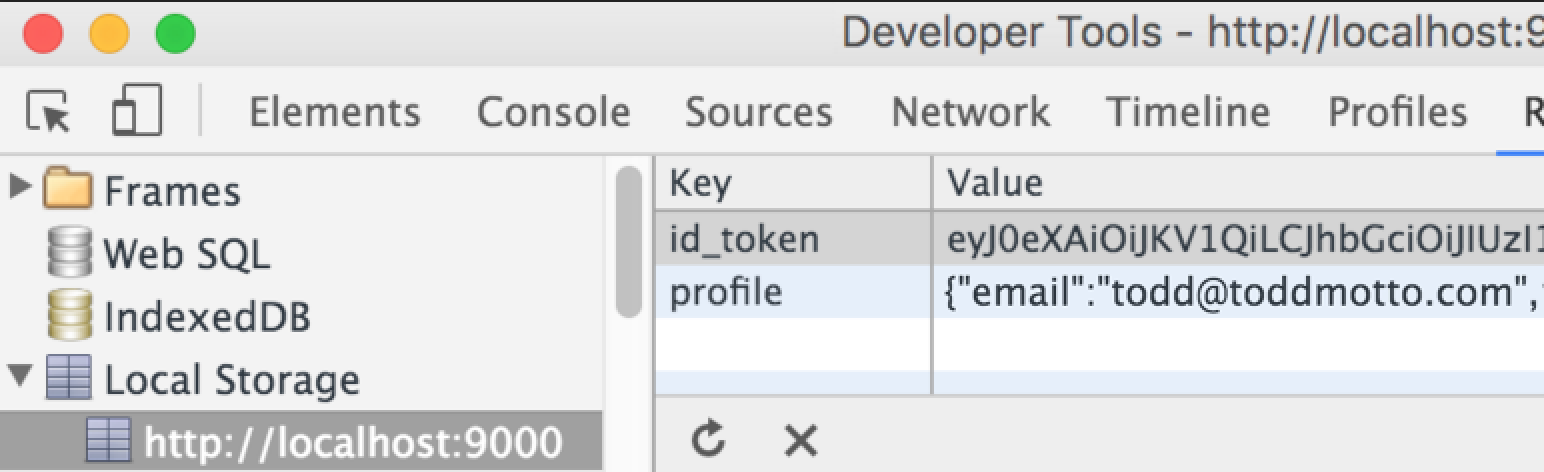 Developer Tools - http://localhost:9
Elements Console Sources Network Timeline Profiles R
Frames
Web SQL
IndexedDB
Local Storage
http://localhost:9000
Key Value
id_token eyJ0eXAiOiJKV1QiLCJhbGciOiJIUzI1
profile {"email":"todd@toddmotto.com",